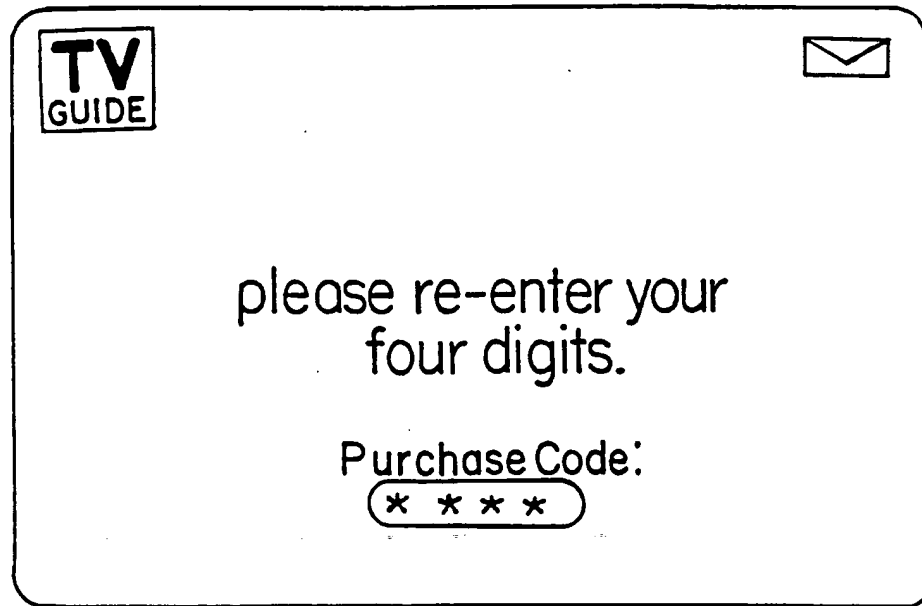 TV
GUIDE
please re-enter your
four digits.
Purchase Code:
* * * *